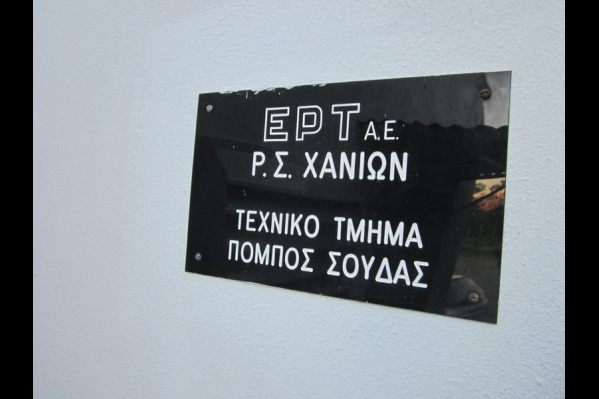 ΕΡΤ Α.Ε.
Ρ. Σ. ΧΑΝΙΩΝ
ΤΕΧΝΙΚΟ ΤΜΗΜΑ
ΠΟΜΠΟΣ ΣΟΥΔΑΣ